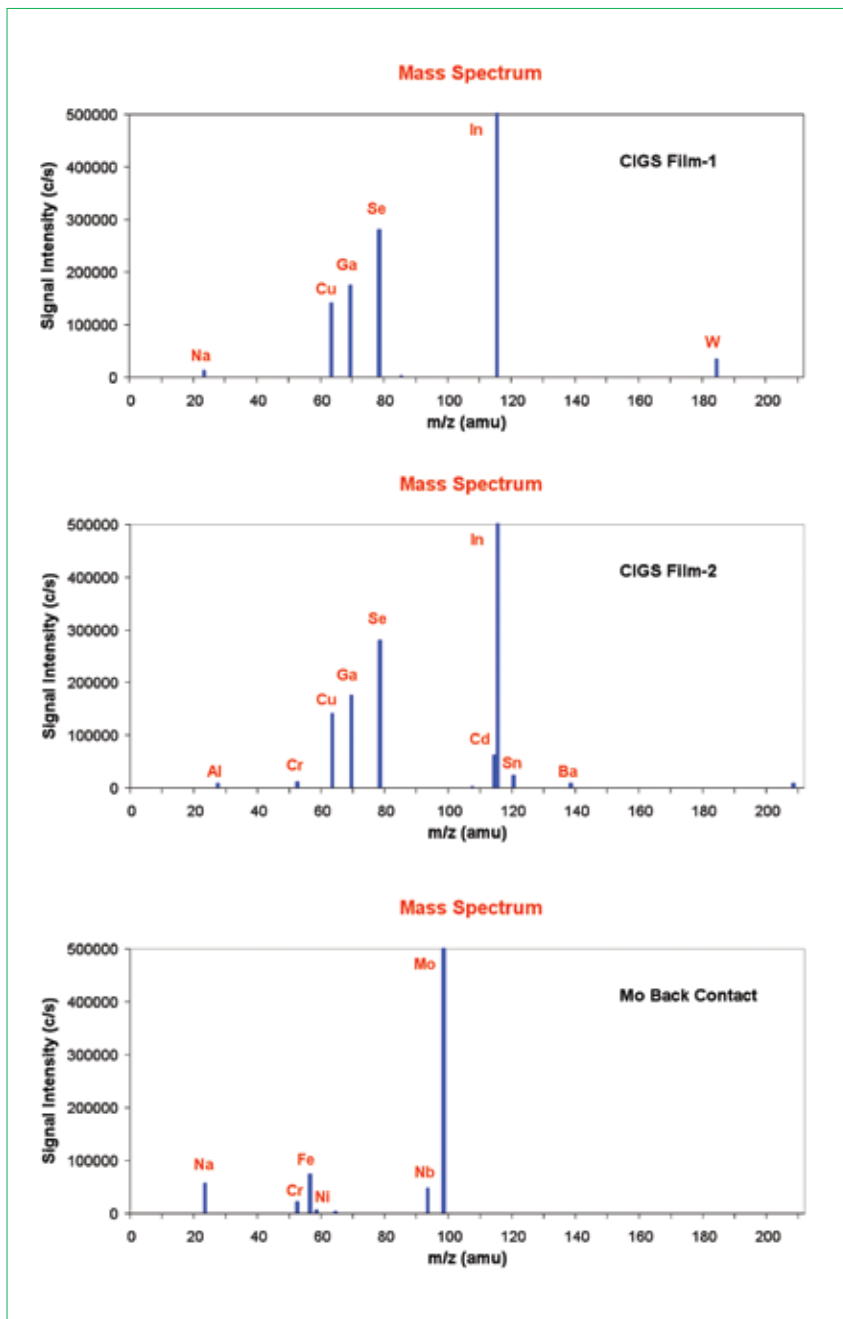 Mass Spectrum
Signal Intensity (c/s)
500000
400000
300000
200000
100000
0
In
CIGS Film-1
Se
Ga
Cu
Na
W
0 20 40 60 80 100 120 140 160 180 200
m/z (amu)
Mass Spectrum
Signal Intensity (c/s)
500000
400000
300000
200000
100000
0
In
CIGS Film-2
Se
Ga
Cu
Cd
Sn
Al
Cr
Ba
0 20 40 60 80 100 120 140 160 180 200
m/z (amu)
Mass Spectrum
Signal Intensity (c/s)
500000
400000
300000
200000
100000
0
Mo
Mo Back Contact
Na
Fe
Cr
Ni
Nb
0 20 40 60 80 100 120 140 160 180 200
m/z (amu)